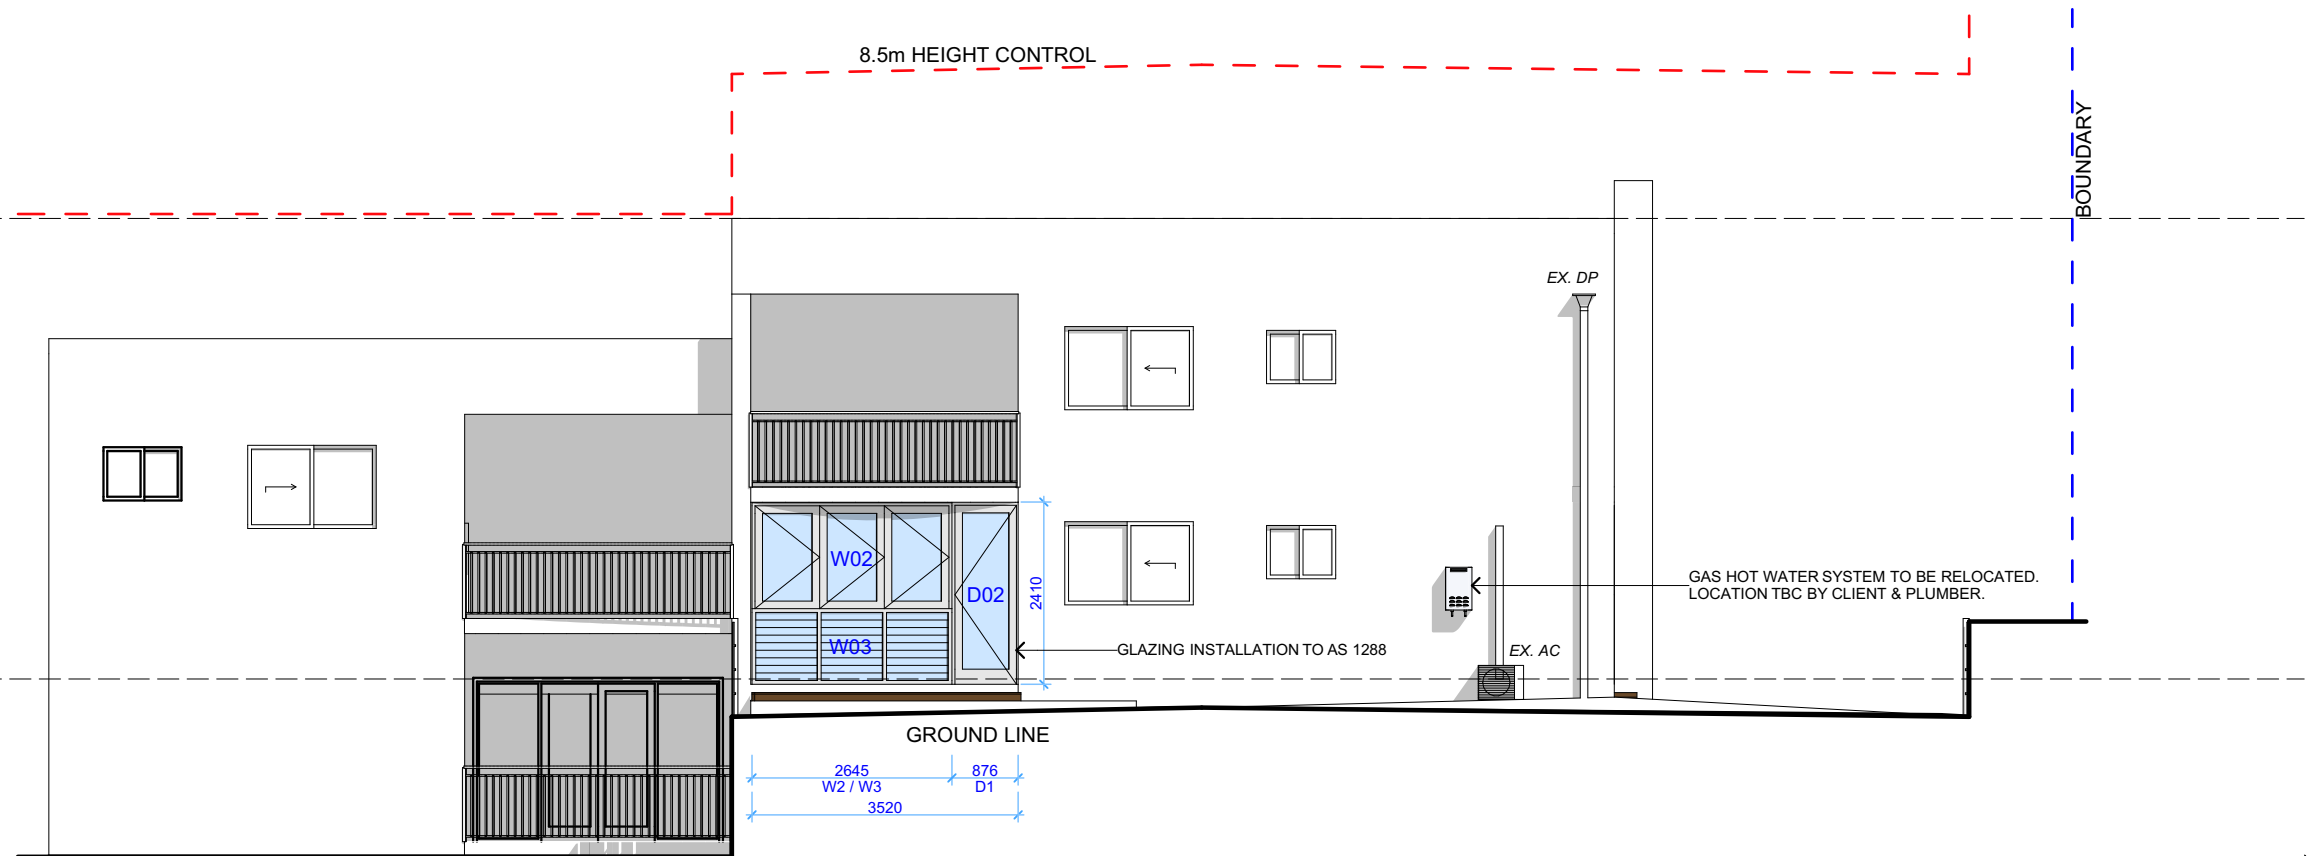 8.5m HEIGHT CONTROL
BOUNDARY
EX. DP
W02
D02
2410
W03
GAS HOT WATER SYSTEM TO BE RELOCATED.
LOCATION TBC BY CLIENT & PLUMBER.
GLAZING INSTALLATION TO AS 1288
EX. AC
GROUND LINE
2645
W2 / W3
876
D1
3520